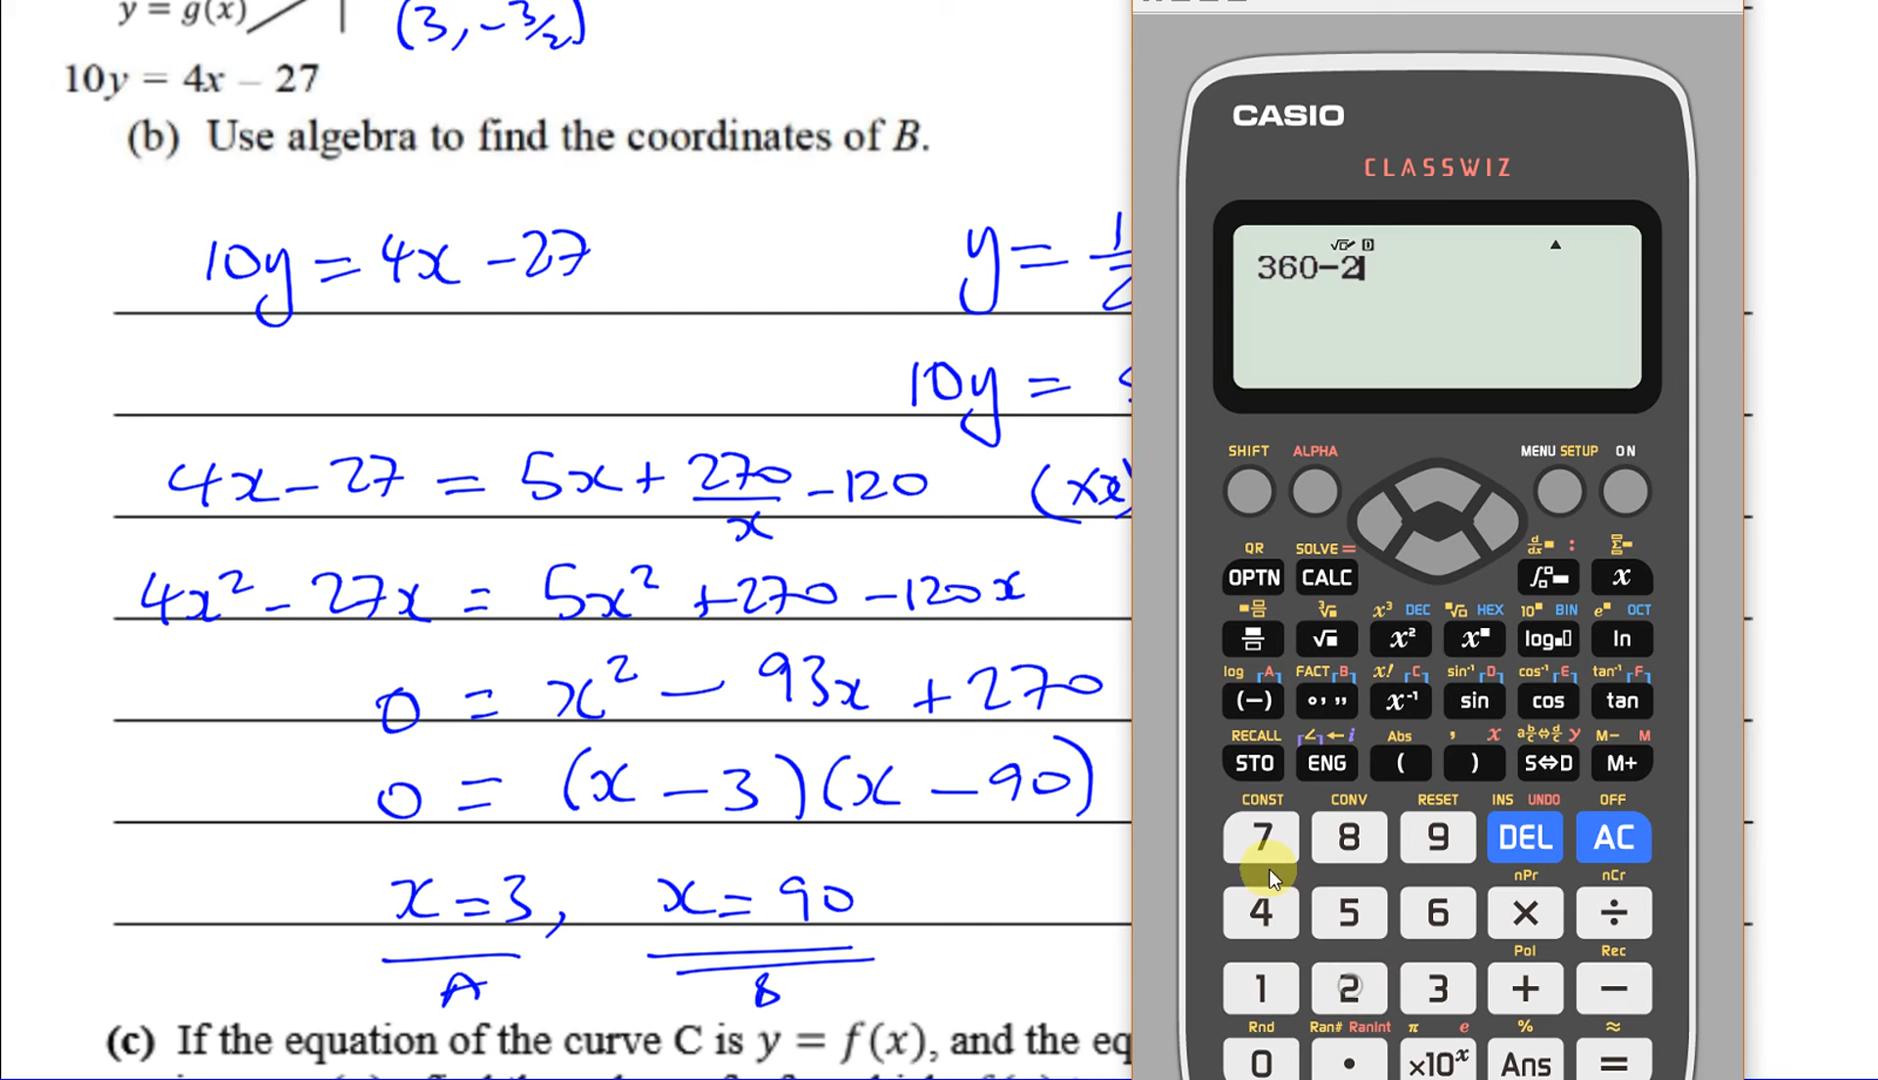 y = g(x)
(3, -3/2)
10y = 4x – 27
(b) Use algebra to find the coordinates of B.
10y = 4x - 27
y = 1/2
10y =
4x - 27 = 5x + 270/x - 120 (xx)
4x² - 27x = 5x² + 270 - 120x
0 = x² - 93x + 270
0 = (x - 3)(x - 90)
x = 3, x = 90
A B
(c) If the equation of the curve C is y = f(x), and the eq
CASIO
CLASSWIZ
√▱ D ▲
360−2
SHIFT ALPHA MENU SETUP ON
QR SOLVE = d/dx■ : Σ−
OPTN CALC ∫▱■ x
■▱ ³√▱ x³ DEC ■√▱ HEX 10■ BIN e■ OCT
√■ x² x■ log■▯ ln
log A FACT B x! C sin⁻¹ D cos⁻¹ E tan⁻¹ F
(−) ° ’ ” x⁻¹ sin cos tan
RECALL ∠ ← i Abs , x a b/c⇔d/c y M− M
STO ENG ( ) S⇔D M+
CONST CONV RESET INS UNDO OFF
7 8 9 DEL AC
nPr nCr
4 5 6 × ÷
Pol Rec
1 2 3 + −
Rnd Ran# RanInt π e % ≈
0 • ×10ˣ Ans =